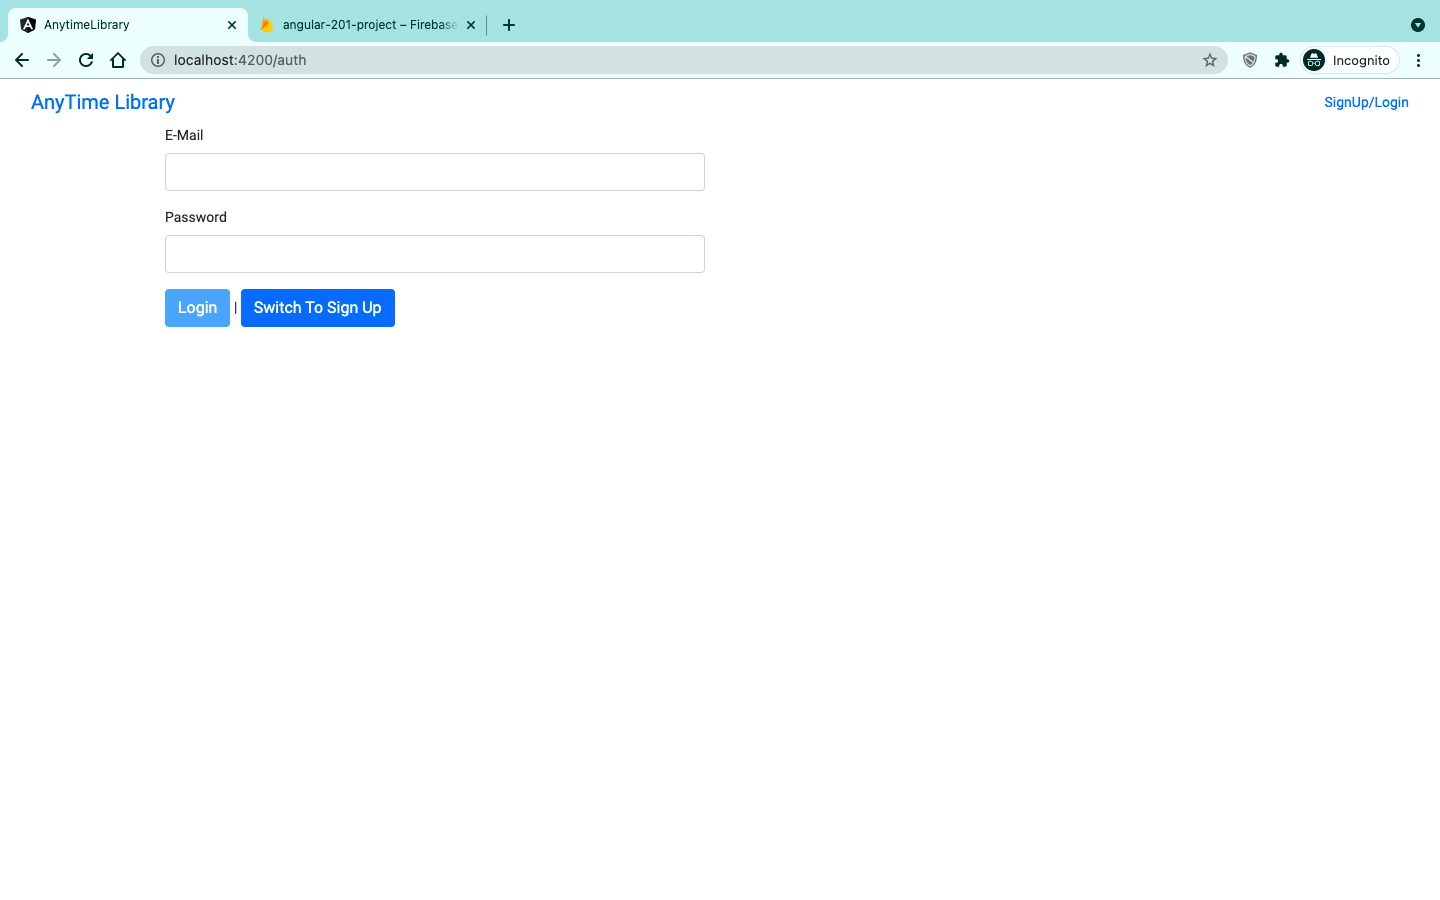 AnytimeLibrary
angular-201-project – Firebase
localhost:4200/auth
Incognito
AnyTime Library
SignUp/Login
E-Mail
Password
Login | Switch To Sign Up